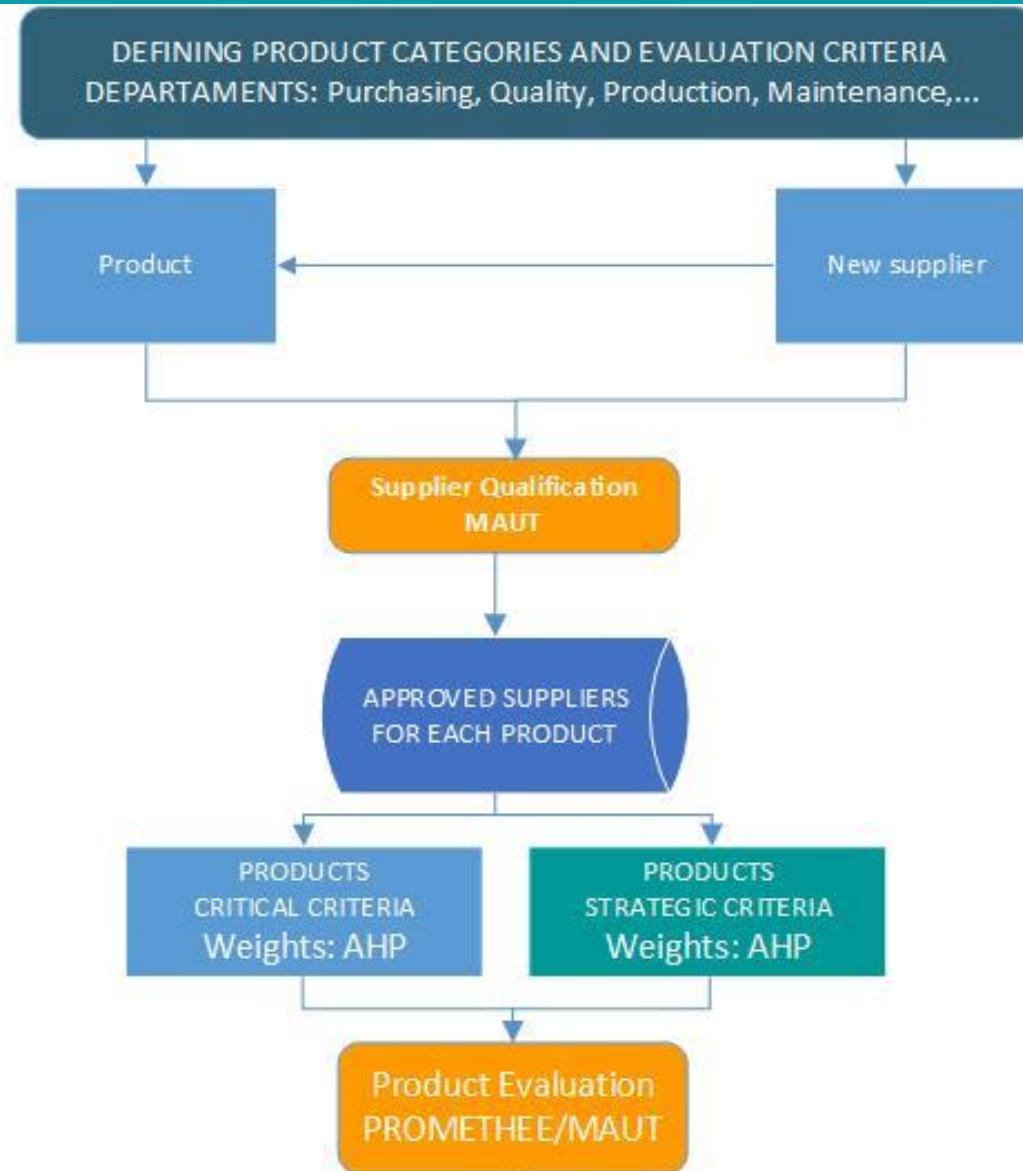 DEFINING PRODUCT CATEGORIES AND EVALUATION CRITERIA
DEPARTAMENTS: Purchasing, Quality, Production, Maintenance,...
Product
New supplier
Supplier Qualification
MAUT
APPROVED SUPPLIERS
FOR EACH PRODUCT
PRODUCTS
CRITICAL CRITERIA
Weights: AHP
PRODUCTS
STRATEGIC CRITERIA
Weights: AHP
Product Evaluation
PROMETHEE/MAUT